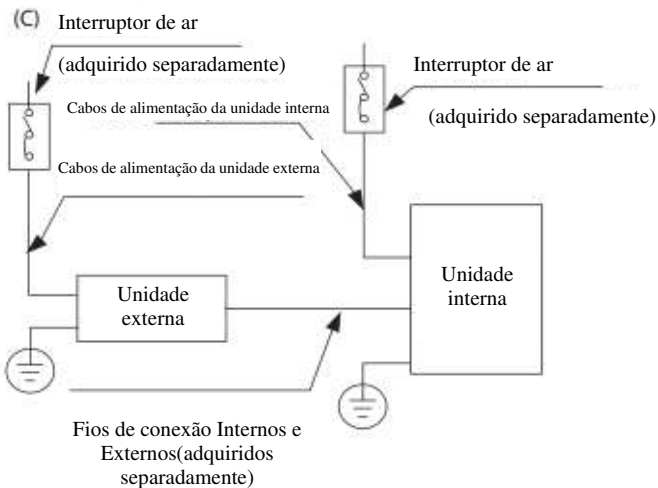 (C) Interruptor de ar
(adquirido separadamente)
Interruptor de ar
(adquirido separadamente)
Cabos de alimentação da unidade interna
Cabos de alimentação da unidade externa
Unidade
externa
Unidade
interna
Fios de conexão Internos e
Externos(adquiridos
separadamente)